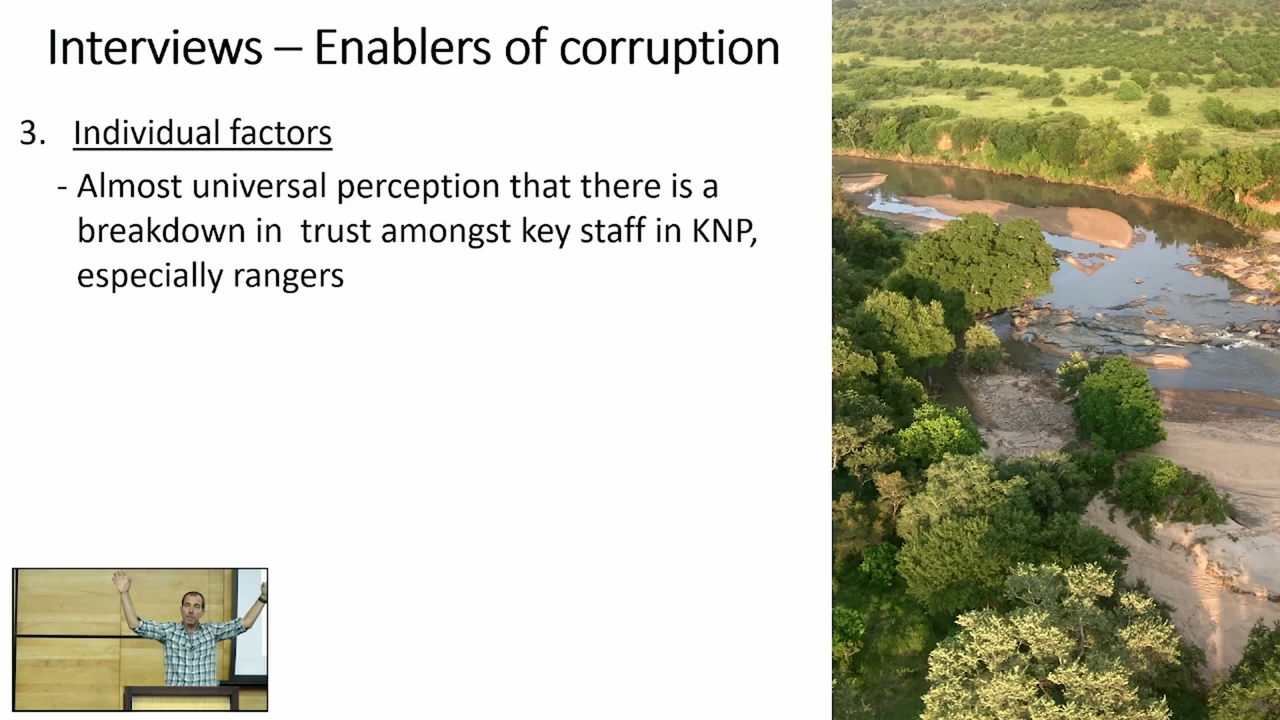 Interviews – Enablers of corruption
3. Individual factors
- Almost universal perception that there is a
breakdown in  trust amongst key staff in KNP,
especially rangers